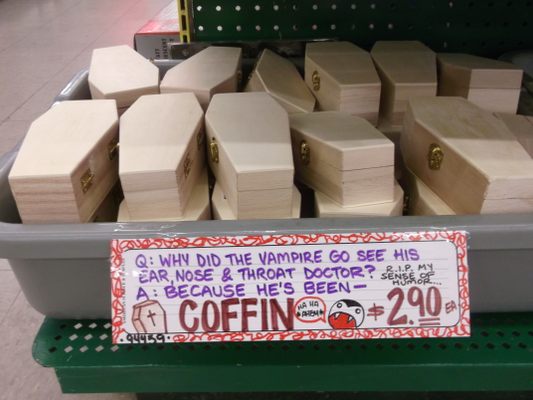 Q: WHY DID THE VAMPIRE GO SEE HIS
EAR, NOSE & THROAT DOCTOR?
A: BECAUSE HE'S BEEN—
R.I.P. MY
SENSE OF
HUMOR...
COFFIN
HA HA
$2.90 EA
94439